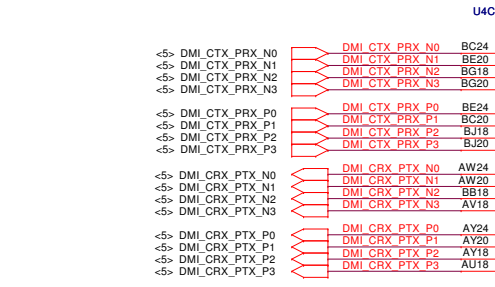 U4C
<5> DMI_CTX_PRX_N0 DMI_CTX_PRX_N0 BC24
<5> DMI_CTX_PRX_N1 DMI_CTX_PRX_N1 BE20
<5> DMI_CTX_PRX_N2 DMI_CTX_PRX_N2 BG18
<5> DMI_CTX_PRX_N3 DMI_CTX_PRX_N3 BG20
<5> DMI_CTX_PRX_P0 DMI_CTX_PRX_P0 BE24
<5> DMI_CTX_PRX_P1 DMI_CTX_PRX_P1 BC20
<5> DMI_CTX_PRX_P2 DMI_CTX_PRX_P2 BJ18
<5> DMI_CTX_PRX_P3 DMI_CTX_PRX_P3 BJ20
<5> DMI_CRX_PTX_N0 DMI_CRX_PTX_N0 AW24
<5> DMI_CRX_PTX_N1 DMI_CRX_PTX_N1 AW20
<5> DMI_CRX_PTX_N2 DMI_CRX_PTX_N2 BB18
<5> DMI_CRX_PTX_N3 DMI_CRX_PTX_N3 AV18
<5> DMI_CRX_PTX_P0 DMI_CRX_PTX_P0 AY24
<5> DMI_CRX_PTX_P1 DMI_CRX_PTX_P1 AY20
<5> DMI_CRX_PTX_P2 DMI_CRX_PTX_P2 AY18
<5> DMI_CRX_PTX_P3 DMI_CRX_PTX_P3 AU18